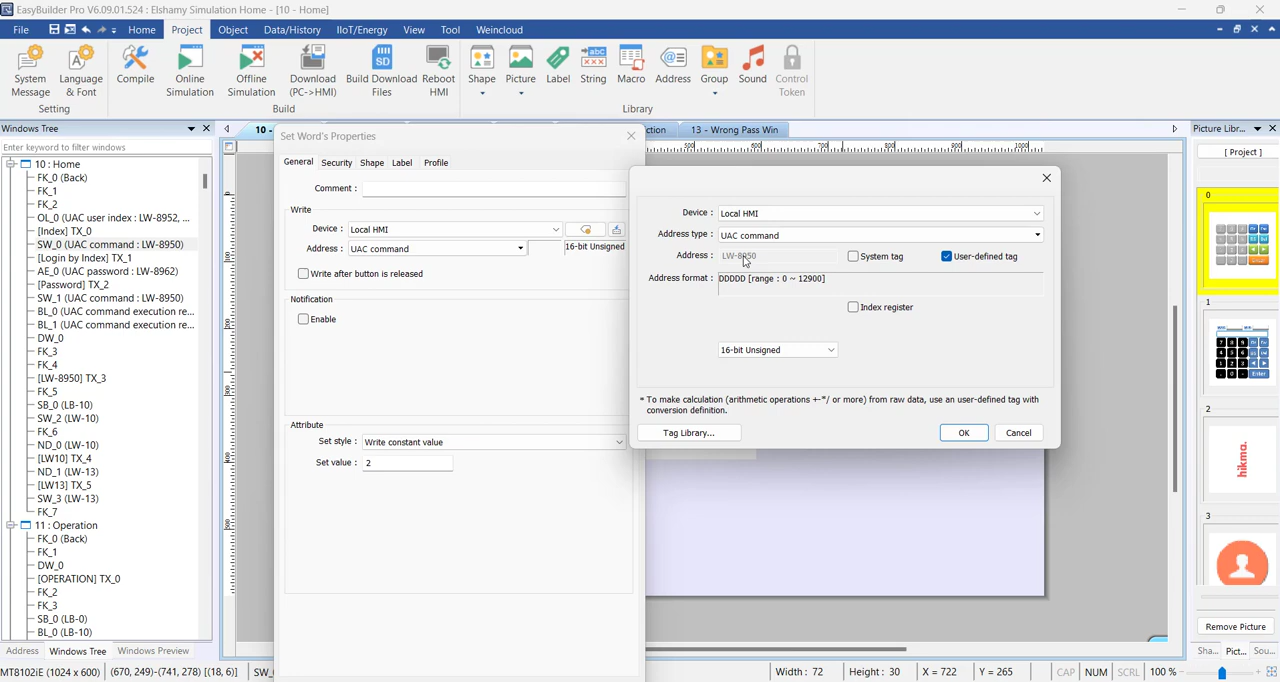 EasyBuilder Pro V6.09.01.524 : Elshamy Simulation Home - [10 - Home]
File Home Project Object Data/History IIoT/Energy View Tool Weincloud
System Message
Language & Font
Compile
Online Simulation
Offline Simulation
Download (PC->HMI)
Build Download Files
Reboot HMI
Shape
Picture
Label
String
Macro
Address
Group
Sound
Control Token
Setting Build Library
Windows Tree
Enter keyword to filter windows
10 : Home
FK_0 (Back)
FK_1
FK_2
OL_0 (UAC user index : LW-8952, ...
[Index] TX_0
SW_0 (UAC command : LW-8950)
[Login by Index] TX_1
AE_0 (UAC password : LW-8962)
[Password] TX_2
SW_1 (UAC command : LW-8950)
BL_0 (UAC command execution re...
BL_1 (UAC command execution re...
DW_0
FK_3
FK_4
[LW-8950] TX_3
FK_5
SB_0 (LB-10)
SW_2 (LW-10)
FK_6
ND_0 (LW-10)
[LW10] TX_4
ND_1 (LW-13)
[LW13] TX_5
SW_3 (LW-13)
FK_7
11 : Operation
FK_0 (Back)
FK_1
DW_0
[OPERATION] TX_0
FK_2
FK_3
SB_0 (LB-0)
BL_0 (LB-10)
Address Windows Tree Windows Preview
10 -
ction
13 - Wrong Pass Win
500 600 700 800 900 1000
Set Word's Properties
General Security Shape Label Profile
Comment :
Write
Device : Local HMI
Address : UAC command 16-bit Unsigned
Write after button is released
Notification
Enable
Attribute
Set style : Write constant value
Set value : 2
Device : Local HMI
Address type : UAC command
Address : LW-8950 System tag User-defined tag
Address format : DDDDD [range : 0 ~ 12900]
Index register
16-bit Unsigned
* To make calculation (arithmetic operations +-*/ or more) from raw data, use an user-defined tag with
conversion definition.
Tag Library... OK Cancel
Picture Libr...
[ Project ]
0
1
2
hikma.
3
Remove Picture
Sha... Pict... Sou...
MT8102iE (1024 x 600) (670, 249)-(741, 278) [(18, 6)] SW_ Width : 72 Height : 30 X = 722 Y = 265 CAP NUM SCRL 100 %